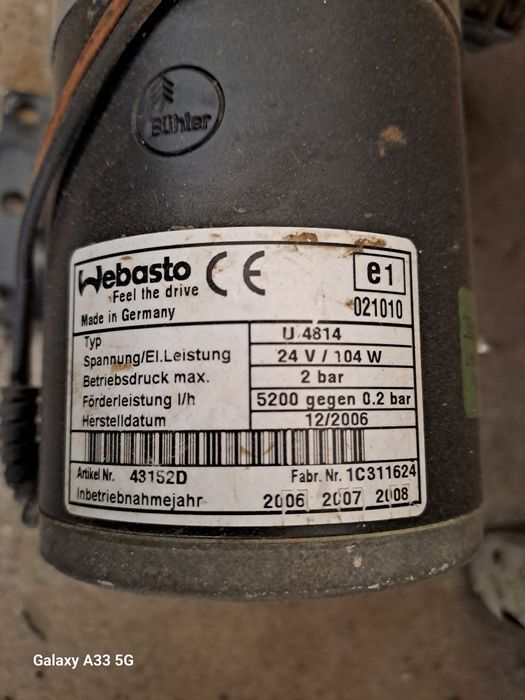 Bühler
Webasto CE e1
Feel the drive
Made in Germany 021010
Typ U 4814
Spannung/El.Leistung 24 V / 104 W
Betriebsdruck max. 2 bar
Förderleistung l/h 5200 gegen 0.2 bar
Herstelldatum 12/2006
Artikel Nr. 43152D Fabr. Nr. 1C311624
Inbetriebnahmejahr 2006 2007 2008
Galaxy A33 5G